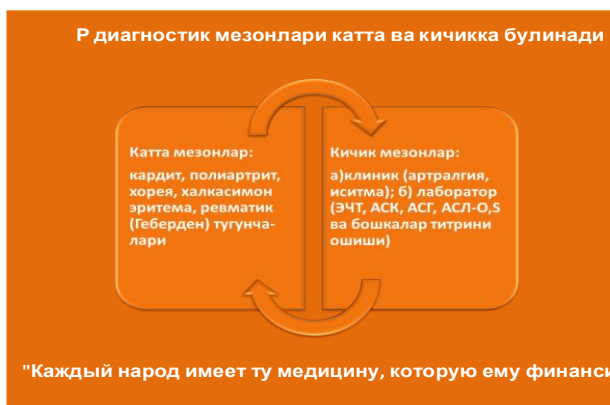 Р диагностик мезонлари катта ва кичикка булинади
Катта мезонлар:
кардит, полиартрит,
хорея, халкасимон
эритема, ревматик
(Геберден) тугунча-
лари
Кичик мезонлар:
а)клиник (артралгия,
иситма); б) лаборатор
(ЭЧТ, АСК, АСГ, АСЛ-О,S
ва бошкалар титрини
ошиши)
"Каждый народ имеет ту медицину, которую ему